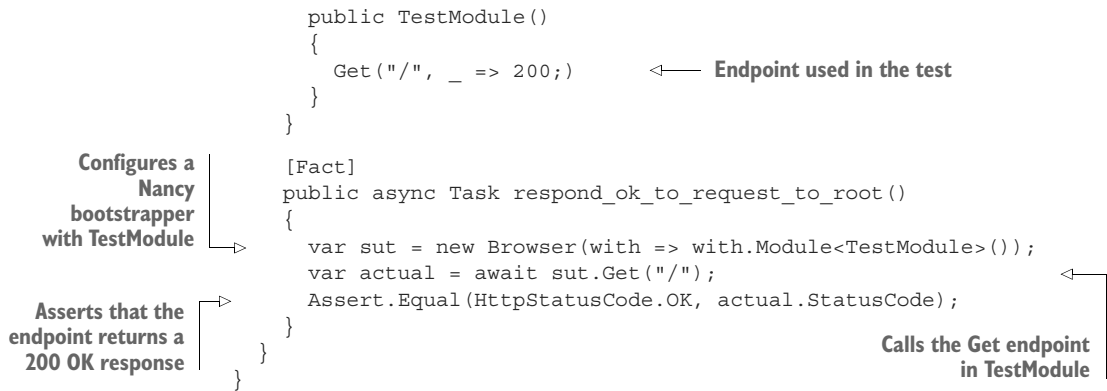 public TestModule()
{
Get("/", _ => 200;)
Endpoint used in the test
}
}
Configures a
Nancy
bootstrapper
with TestModule
[Fact]
public async Task respond_ok_to_request_to_root()
{
var sut = new Browser(with => with.Module<TestModule>());
var actual = await sut.Get("/");
Assert.Equal(HttpStatusCode.OK, actual.StatusCode);
}
}
}
Asserts that the
endpoint returns a
200 OK response
Calls the Get endpoint
in TestModule